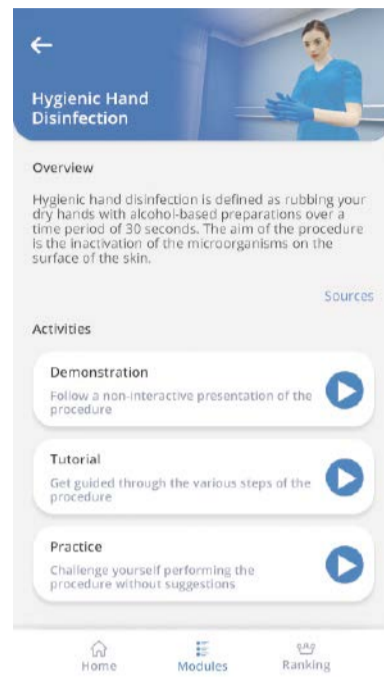 Hygienic Hand
Disinfection
Overview
Hygienic hand disinfection is defined as rubbing your
dry hands with alcohol-based preparations over a
time period of 30 seconds. The aim of the procedure
is the inactivation of the microorganisms on the
surface of the skin.
Sources
Activities
Demonstration
Follow a non-interactive presentation of the
procedure
Tutorial
Get guided through the various steps of the
procedure
Practice
Challenge yourself performing the
procedure without suggestions
Home
Modules
Ranking